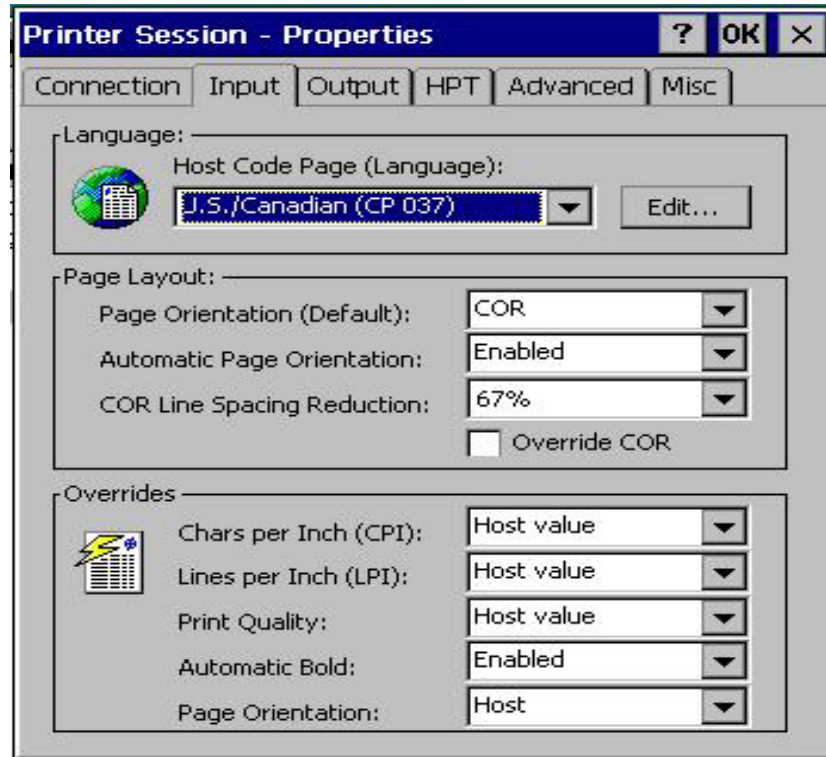 Printer Session - Properties ? OK ×
Connection Input Output HPT Advanced Misc
Language:
Host Code Page (Language):
J.S./Canadian (CP 037) Edit...
Page Layout:
Page Orientation (Default): COR
Automatic Page Orientation: Enabled
COR Line Spacing Reduction: 67%
Override COR
Overrides
Chars per Inch (CPI): Host value
Lines per Inch (LPI): Host value
Print Quality: Host value
Automatic Bold: Enabled
Page Orientation: Host